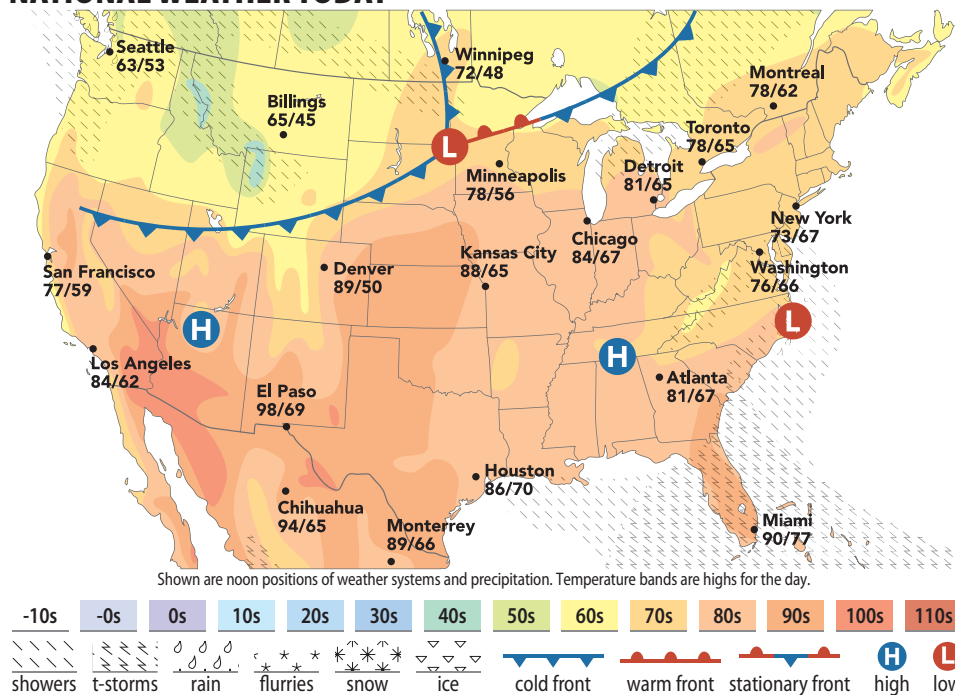 NATIONAL WEATHER TODAY
Seattle
63/53
Winnipeg
72/48
Billings
65/45
Montreal
78/62
Toronto
78/65
L
Minneapolis
78/56
Detroit
81/65
New York
73/67
San Francisco
77/59
Denver
89/50
Kansas City
88/65
Chicago
84/67
Washington
76/66
H
L
H
Los Angeles
84/62
El Paso
98/69
Atlanta
81/67
Houston
86/70
Chihuahua
94/65
Monterrey
89/66
Miami
90/77
Shown are noon positions of weather systems and precipitation. Temperature bands are highs for the day.
-10s -0s 0s 10s 20s 30s 40s 50s 60s 70s 80s 90s 100s 110s
H L
showers t-storms rain flurries snow ice cold front warm front stationary front high low